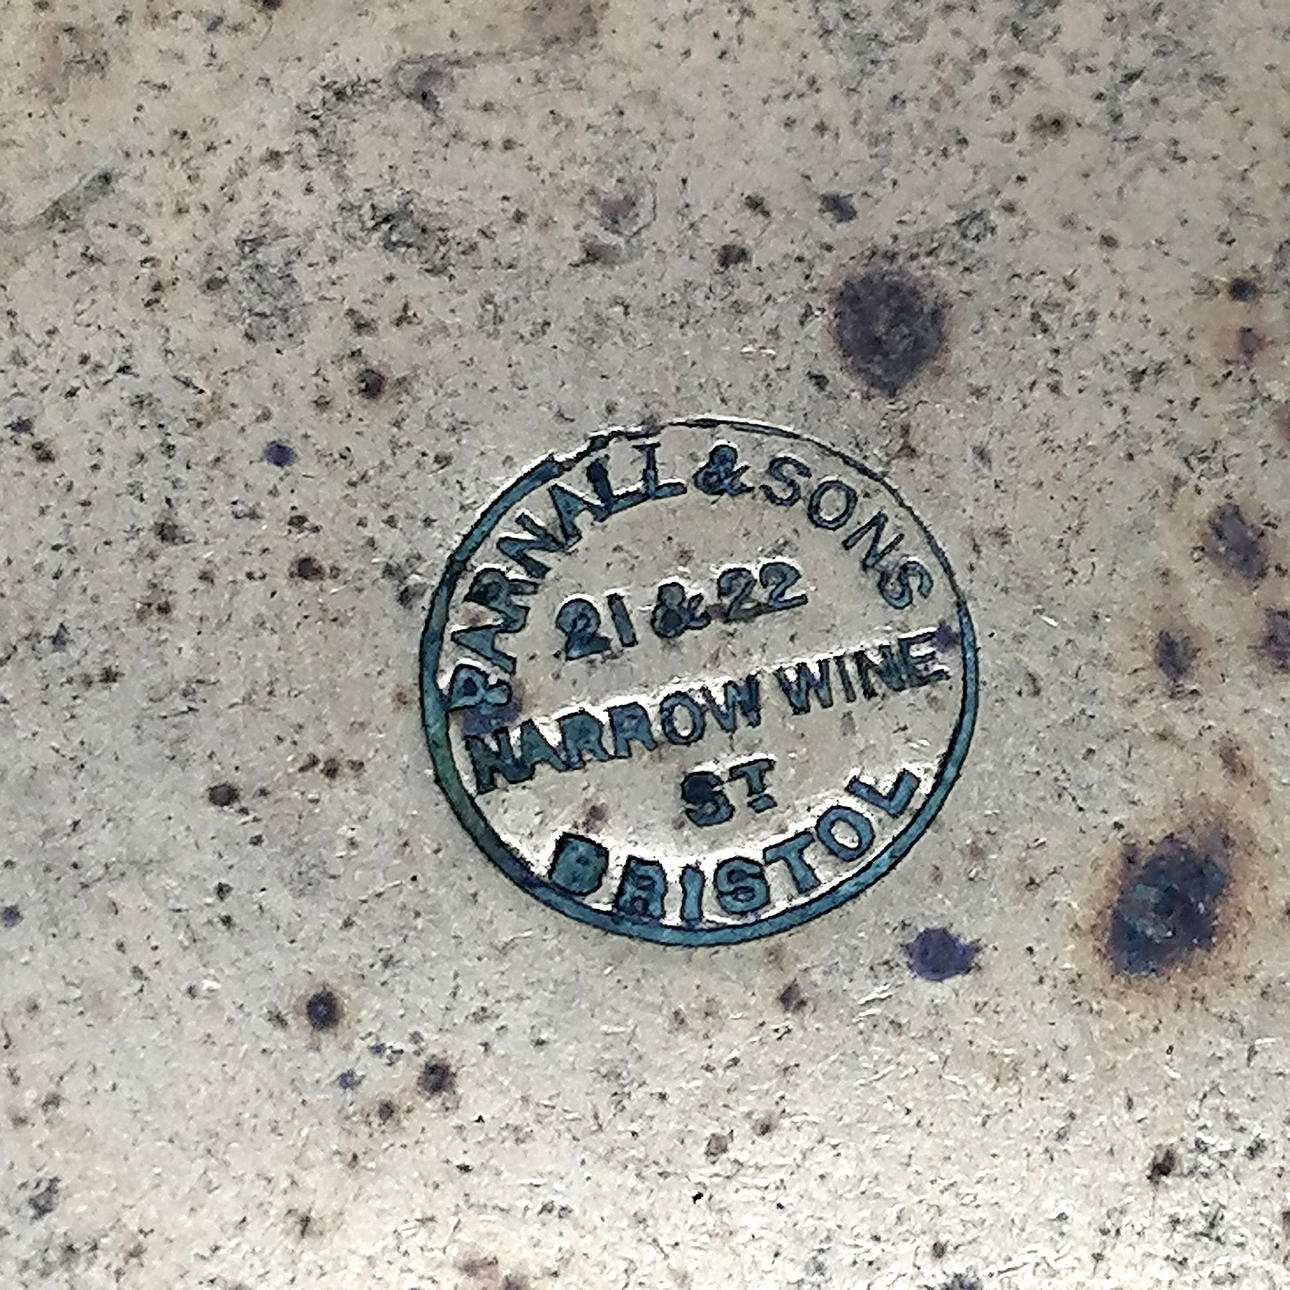 PARNALL & SONS
21 & 22
NARROW WINE
ST
BRISTOL